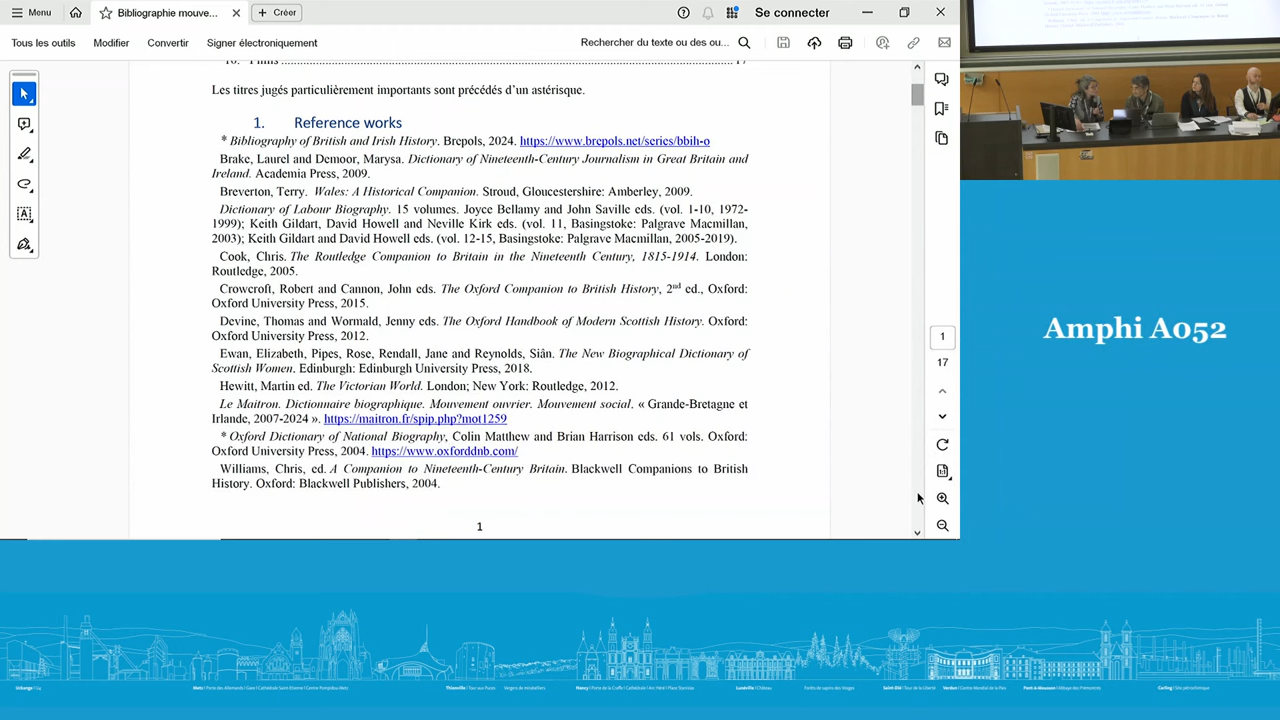 Menu
Bibliographie mouve...
Créer
Se connecter
Tous les outils
Modifier
Convertir
Signer électroniquement
Rechercher du texte ou des ou...
10. Films 17
Les titres jugés particulièrement importants sont précédés d'un astérisque.
1. Reference works
* Bibliography of British and Irish History. Brepols, 2024. https://www.brepols.net/series/bbih-o
Brake, Laurel and Demoor, Marysa. Dictionary of Nineteenth-Century Journalism in Great Britain and
Ireland. Academia Press, 2009.
Breverton, Terry. Wales: A Historical Companion. Stroud, Gloucestershire: Amberley, 2009.
Dictionary of Labour Biography. 15 volumes. Joyce Bellamy and John Saville eds. (vol. 1-10, 1972-
1999); Keith Gildart, David Howell and Neville Kirk eds. (vol. 11, Basingstoke: Palgrave Macmillan,
2003); Keith Gildart and David Howell eds. (vol. 12-15, Basingstoke: Palgrave Macmillan, 2005-2019).
Cook, Chris. The Routledge Companion to Britain in the Nineteenth Century, 1815-1914. London:
Routledge, 2005.
Crowcroft, Robert and Cannon, John eds. The Oxford Companion to British History, 2nd ed., Oxford:
Oxford University Press, 2015.
Devine, Thomas and Wormald, Jenny eds. The Oxford Handbook of Modern Scottish History. Oxford:
Oxford University Press, 2012.
Ewan, Elizabeth, Pipes, Rose, Rendall, Jane and Reynolds, Siân. The New Biographical Dictionary of
Scottish Women. Edinburgh: Edinburgh University Press, 2018.
Hewitt, Martin ed. The Victorian World. London; New York: Routledge, 2012.
Le Maitron. Dictionnaire biographique. Mouvement ouvrier. Mouvement social. « Grande-Bretagne et
Irlande, 2007-2024 ». https://maitron.fr/spip.php?mot1259
* Oxford Dictionary of National Biography, Colin Matthew and Brian Harrison eds. 61 vols. Oxford:
Oxford University Press, 2004. https://www.oxforddnb.com/
Williams, Chris, ed. A Companion to Nineteenth-Century Britain. Blackwell Companions to British
History. Oxford: Blackwell Publishers, 2004.
1
1
17
Amphi A052